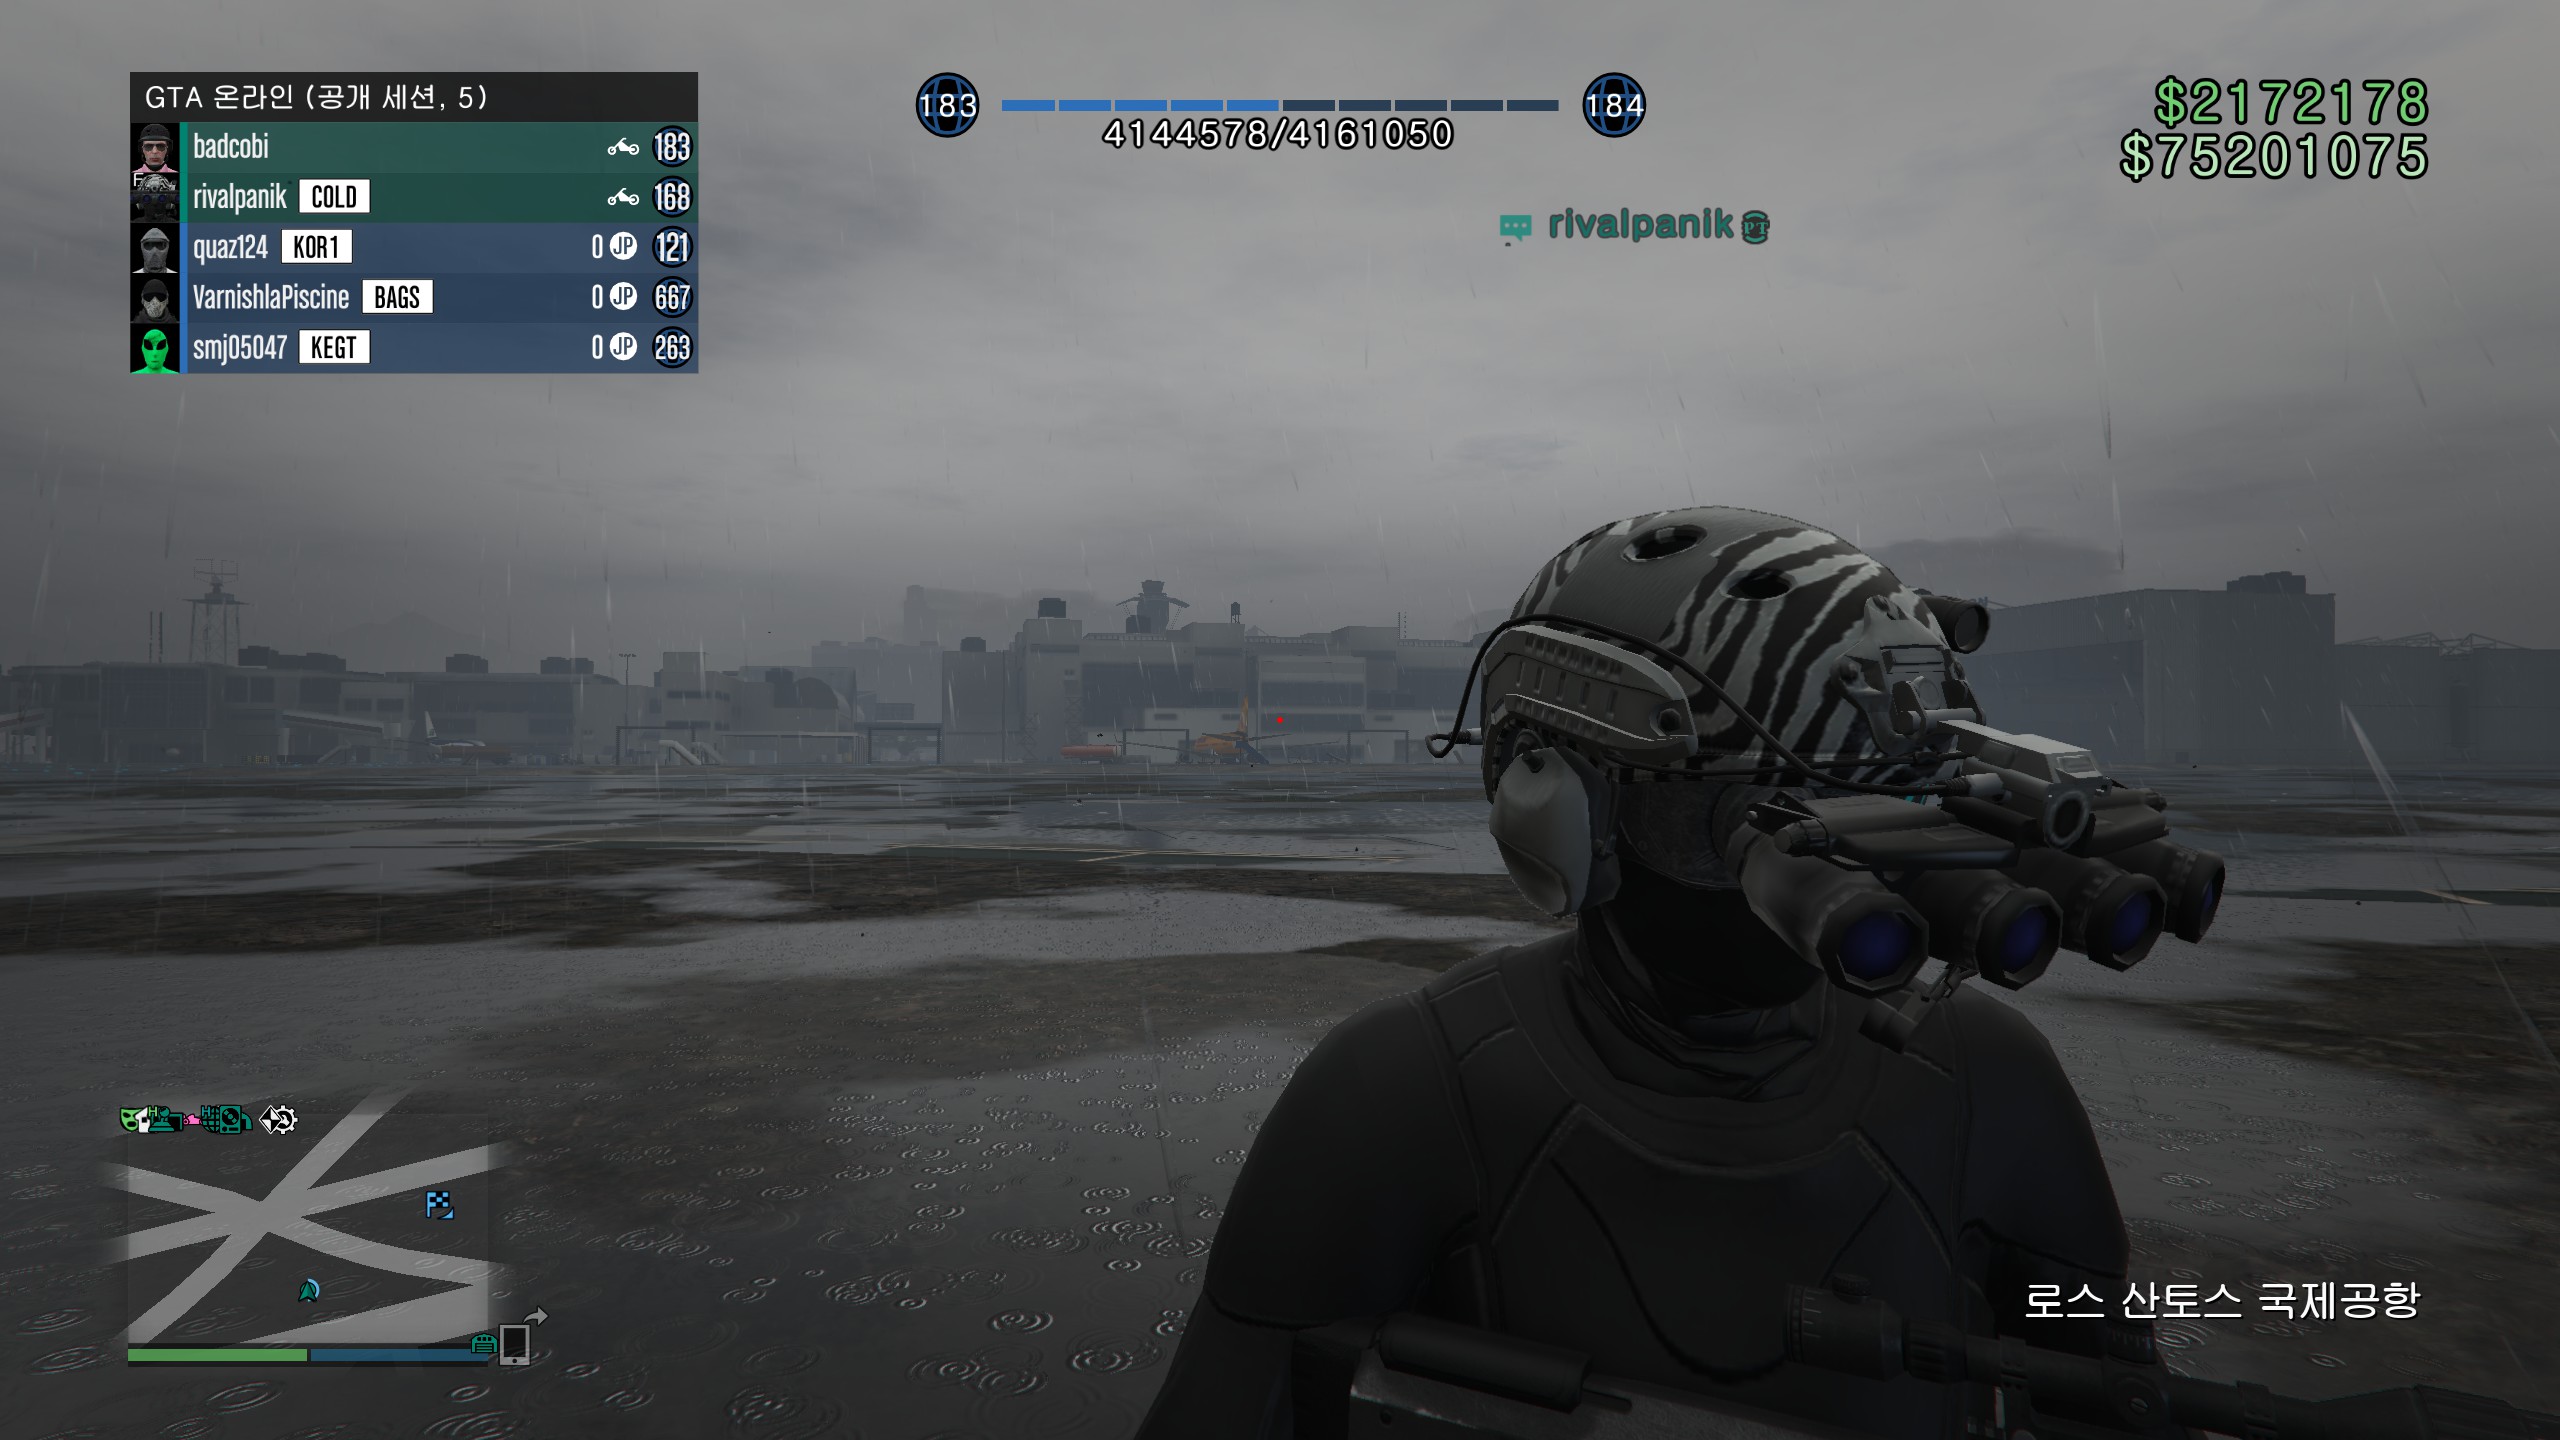 GTA 온라인 (공개 세션, 5)
badcobi 183
rivalpanik COLD 168
quaz124 KOR1 0 JP 121
VarnishlaPiscine BAGS 0 JP 667
smj05047 KEGT 0 JP 263
183 184
4144578/4161050
$2172178
$75201075
rivalpanik PT
로스 산토스 국제공항